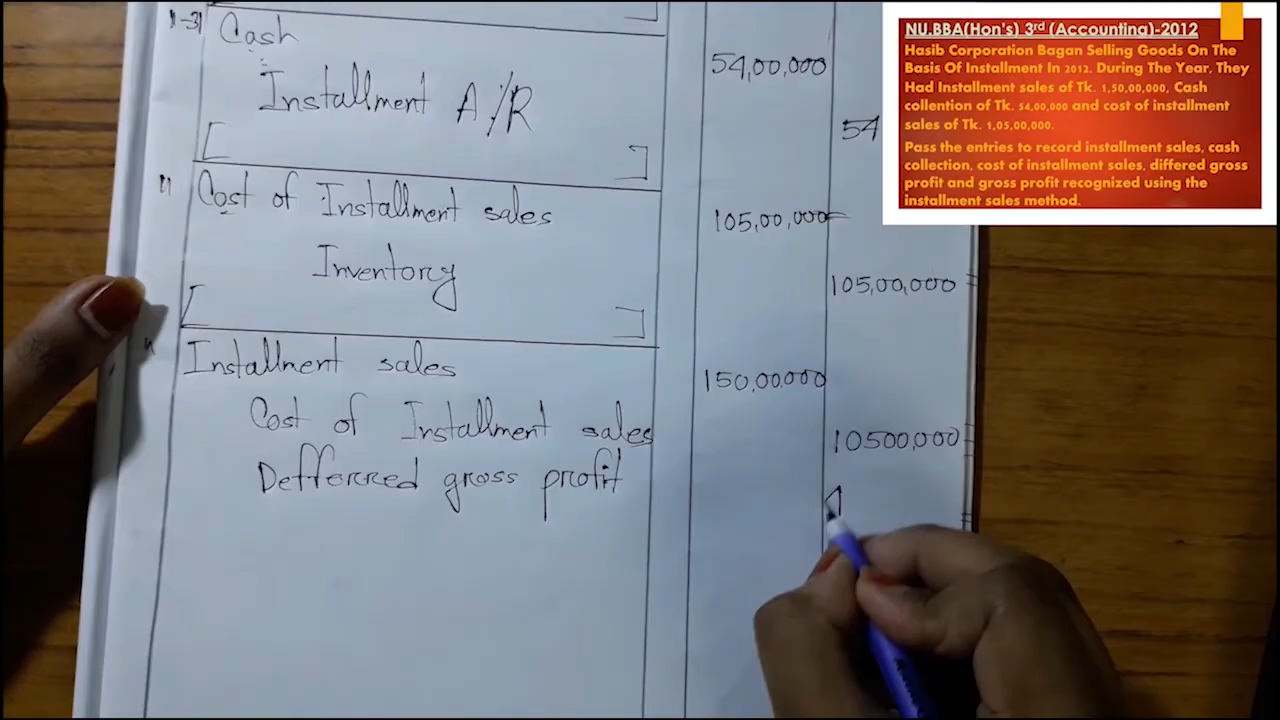 NU.BBA(Hon's) 3rd (Accounting)-2012
Hasib Corporation Bagan Selling Goods On The
Basis Of Installment In 2012. During The Year, They
Had Installment sales of Tk. 1,50,00,000, Cash
collention of Tk. 54,00,000 and cost of installment
sales of Tk. 1,05,00,000.
Pass the entries to record installment sales, cash
collection, cost of installment sales, differed gross
profit and gross profit recognized using the
installment sales method.
Cash 54,00,000
Installment A/R 54
Cost of Installment sales 105,00,000
Inventory 105,00,000
Installment sales 150,00,000
Cost of Installment sales 10500,000
Defferred gross profit